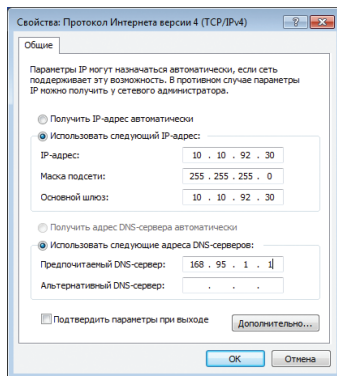 Свойства: Протокол Интернета версии 4 (TCP/IPv4)
Общие
Параметры IP могут назначаться автоматически, если сеть
поддерживает эту возможность. В противном случае параметры
IP можно получить у сетевого администратора.
Получить IP-адрес автоматически
Использовать следующий IP-адрес:
IP-адрес: 10 . 10 . 92 . 30
Маска подсети: 255 . 255 . 255 . 0
Основной шлюз: 10 . 10 . 92 . 30
Получить адрес DNS-сервера автоматически
Использовать следующие адреса DNS-серверов:
Предпочитаемый DNS-сервер: 168 . 95 . 1 . 1
Альтернативный DNS-сервер: . . .
Подтвердить параметры при выходе
Дополнительно...
ОК Отмена